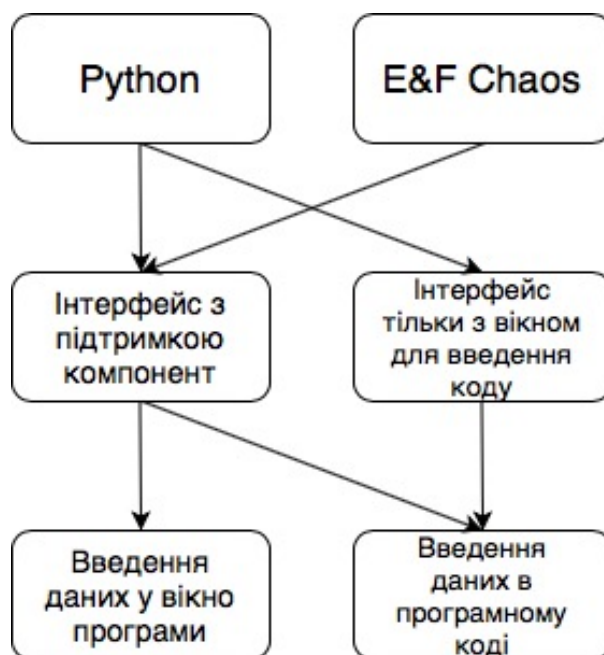 Python
E&F Chaos
Інтерфейс з
підтримкою
компонент
Інтерфейс
тільки з вікном
для введення
коду
Введення
даних у вікно
програми
Введення
даних в
програмному
коді